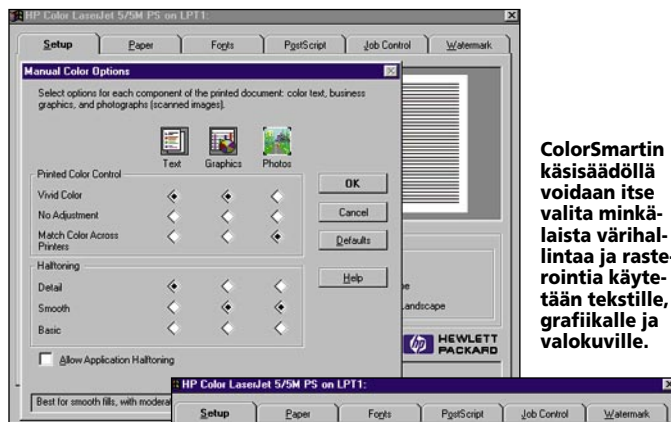 HP Color LaserJet 5/5M PS on LPT1:
Setup Paper Fonts PostScript Job Control Watermark
Manual Color Options
Select options for each component of the printed document: color text, business
graphics, and photographs (scanned images).
Text Graphics Photos
Printed Color Control
Vivid Color
No Adjustment
Match Color Across
Printers
Halftoning
Detail
Smooth
Basic
Allow Application Halftoning
OK
Cancel
Defaults
Help
andscape
hp HEWLETT
PACKARD
Best for smooth fills, with modera
HP Color LaserJet 5/5M PS on LPT1:
Setup Paper Fonts PostScript Job Control Watermark
ColorSmartin
käsisäädöllä
voidaan itse
valita minkä-
laista värihal-
lintaa ja raste-
rointia käyte-
tään tekstille,
grafiikalle ja
valokuville.